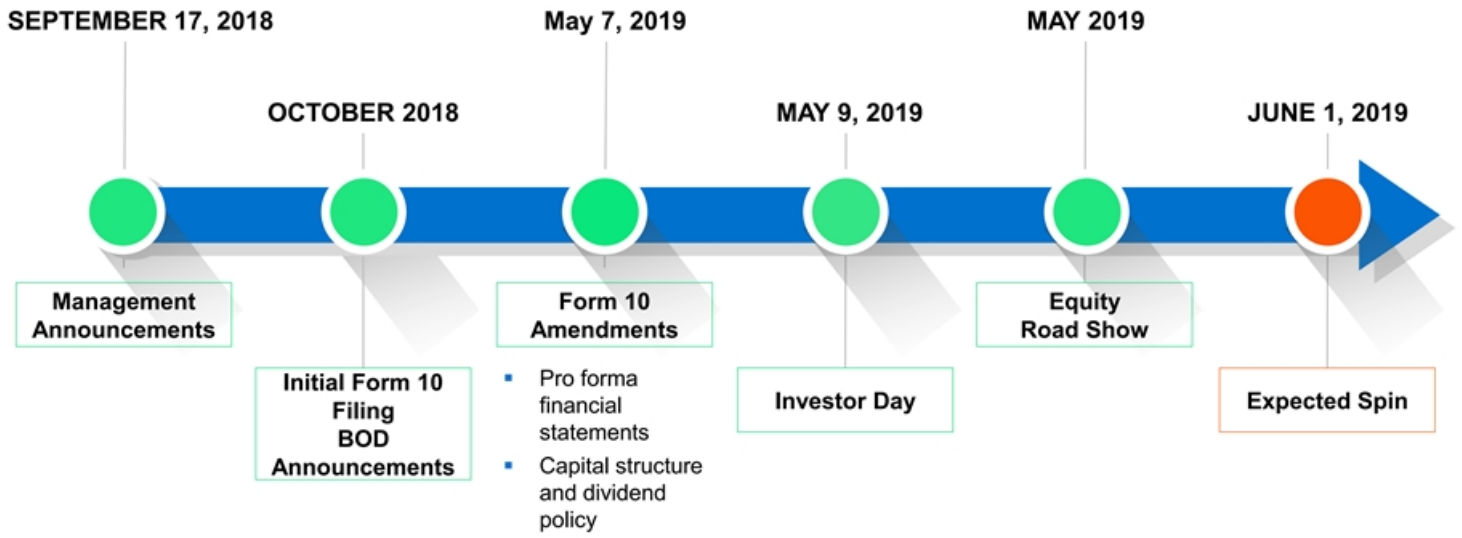 SEPTEMBER 17, 2018
May 7, 2019
MAY 2019
OCTOBER 2018
MAY 9, 2019
JUNE 1, 2019
Management
Announcements
Form 10
Amendments
Equity
Road Show
Initial Form 10
Filing
BOD
Announcements
▪ Pro forma
financial
statements
▪ Capital structure
and dividend
policy
Investor Day
Expected Spin